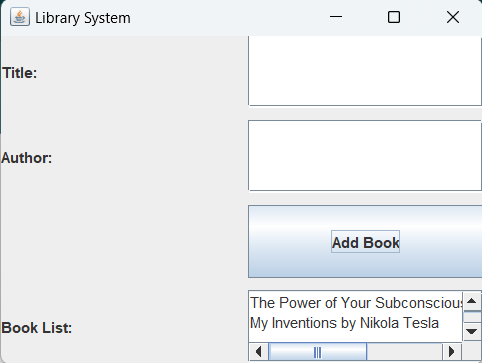 Library System
Title:
Author:
Add Book
Book List:
The Power of Your Subconscious
My Inventions by Nikola Tesla